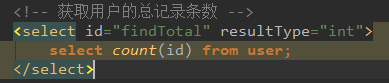 <!-- 获取用户的总记录条数 -->
<select id="findTotal" resultType="int">
select count(id) from user;
</select>